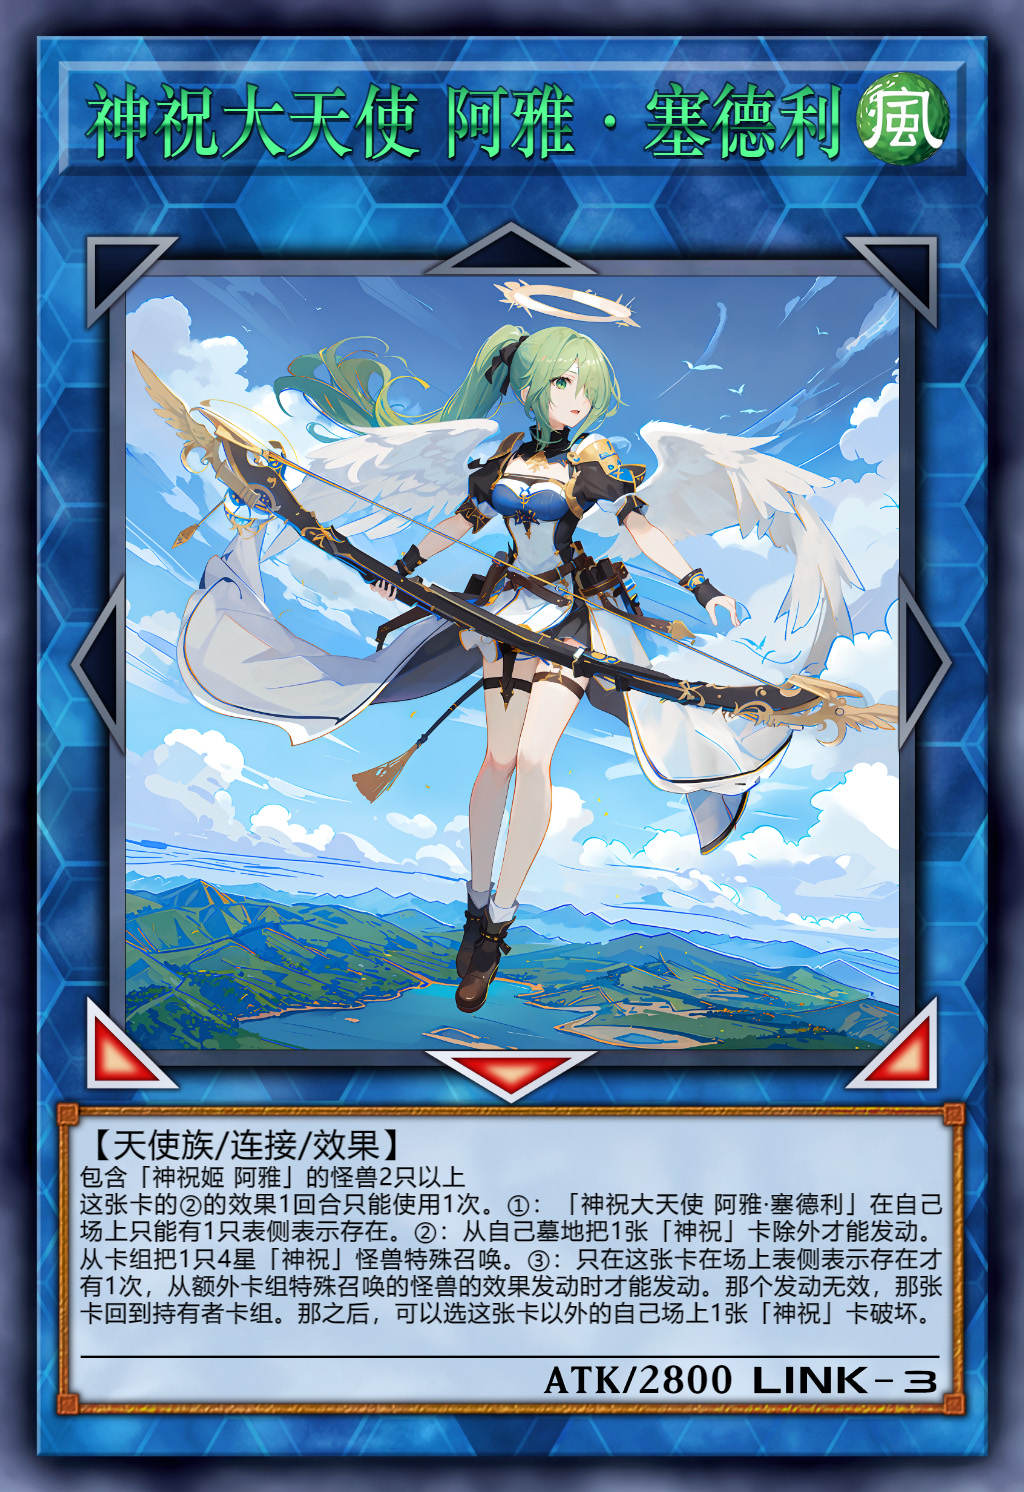 神祝大天使 阿雅·塞德利
風
【天使族/连接/效果】
包含「神祝姬 阿雅」的怪兽2只以上
这张卡的②的效果1回合只能使用1次。①：「神祝大天使 阿雅·塞德利」在自己
场上只能有1只表侧表示存在。②：从自己墓地把1张「神祝」卡除外才能发动。
从卡组把1只4星「神祝」怪兽特殊召唤。③：只在这张卡在场上表侧表示存在才
有1次，从额外卡组特殊召唤的怪兽的效果发动时才能发动。那个发动无效，那张
卡回到持有者卡组。那之后，可以选这张卡以外的自己场上1张「神祝」卡破坏。
ATK/2800 LINK-3